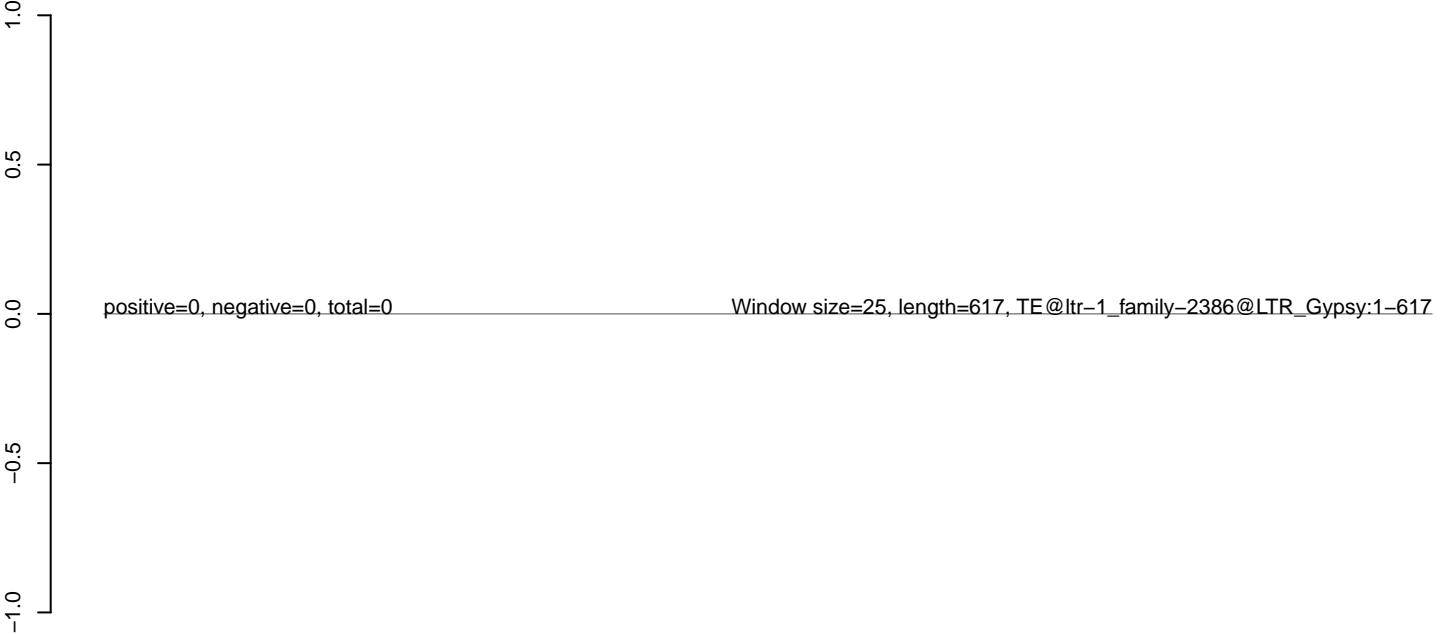 1.0
0.5
positive=0, negative=0, total=0
Window size=25, length=617, TE@ltr−1_family−2386@LTR_Gypsy:1−617
0.0
−0.5
−1.0